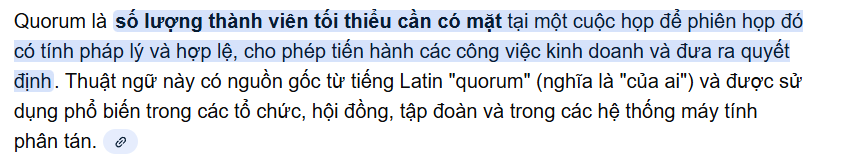 Quorum là số lượng thành viên tối thiểu cần có mặt tại một cuộc họp để phiên họp đó
có tính pháp lý và hợp lệ, cho phép tiến hành các công việc kinh doanh và đưa ra quyết
định. Thuật ngữ này có nguồn gốc từ tiếng Latin "quorum" (nghĩa là "của ai") và được sử
dụng phổ biến trong các tổ chức, hội đồng, tập đoàn và trong các hệ thống máy tính
phân tán.